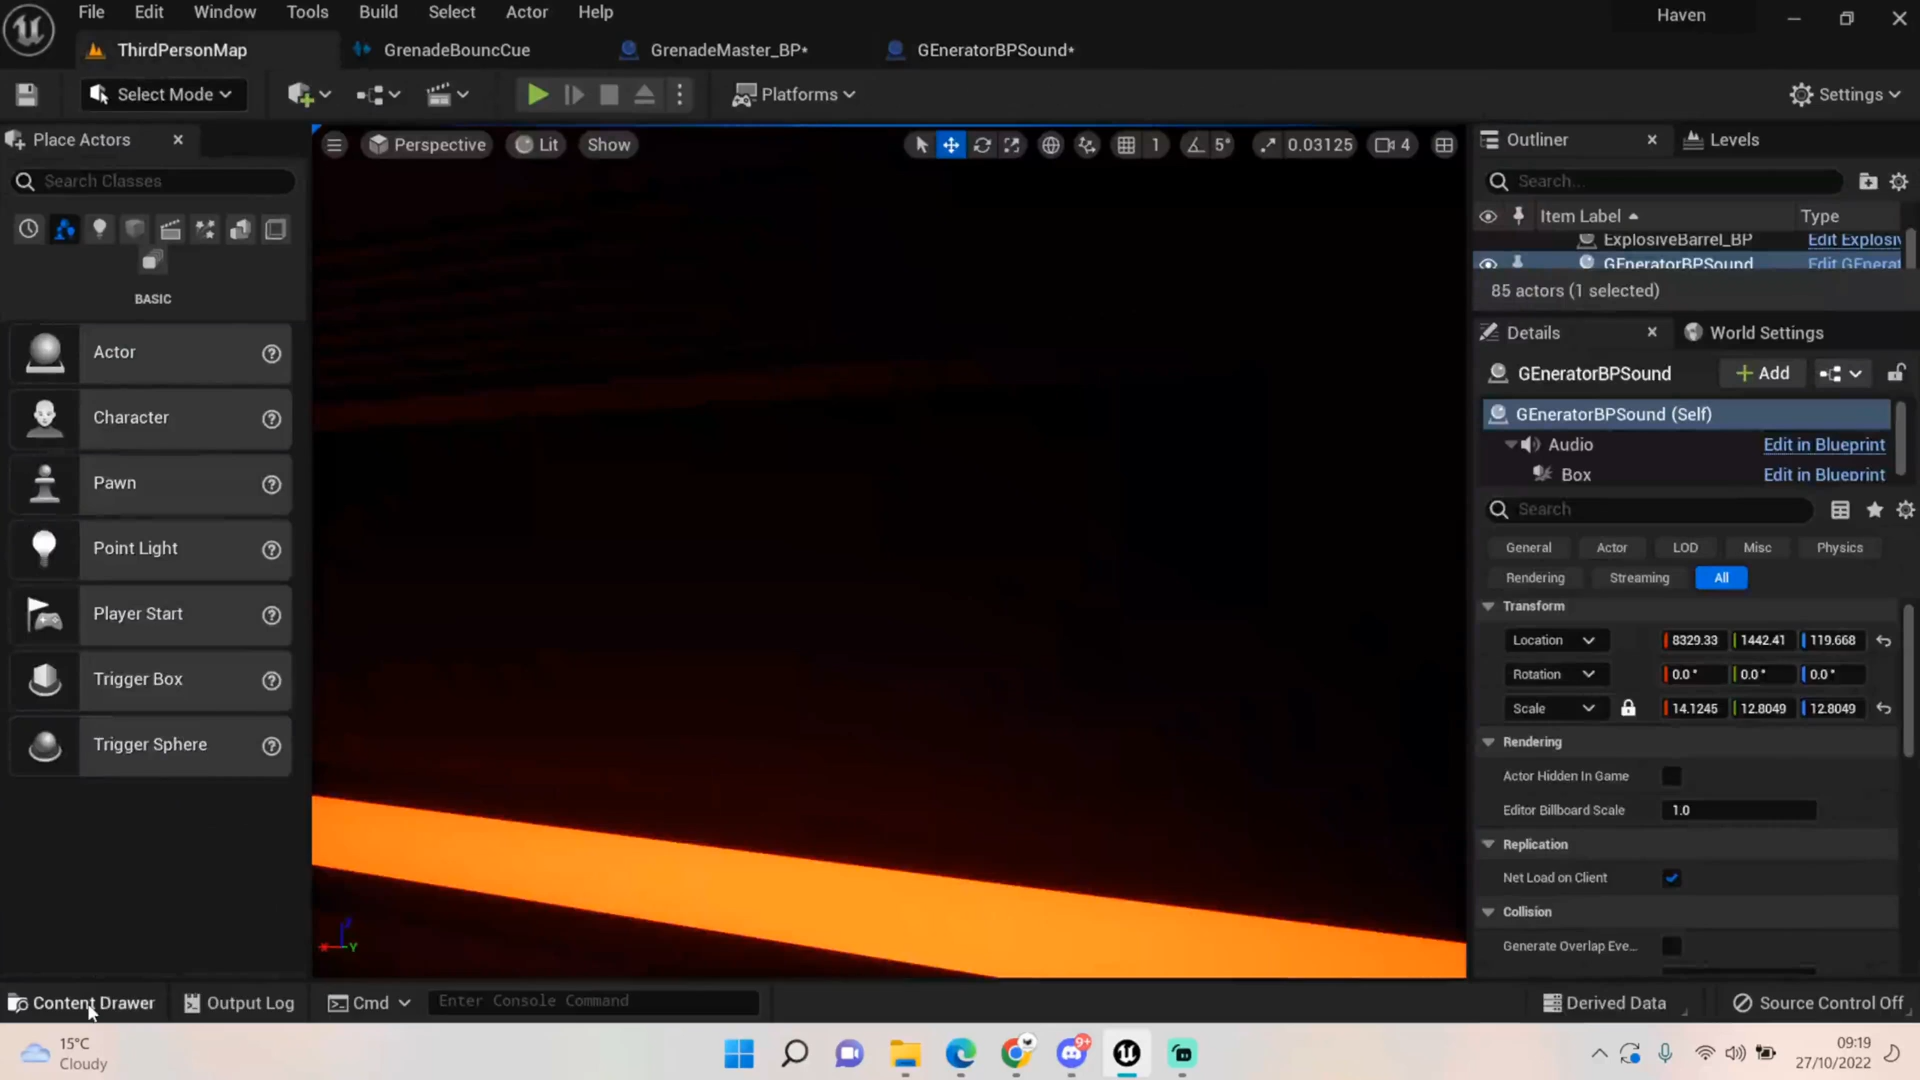 File Edit Window Tools Build Select Actor Help
Haven
ThirdPersonMap
GrenadeBouncCue
GrenadeMaster_BP*
GEneratorBPSound*
Select Mode
Platforms
Settings
Place Actors
Search Classes
BASIC
Actor
Character
Pawn
Point Light
Player Start
Trigger Box
Trigger Sphere
Perspective
Lit
Show
1
5°
0.03125
4
Outliner
Levels
Search...
Item Label
Type
ExplosiveBarrel_BP
Edit Explosiv
GEneratorBPSound
Edit GEnerat
85 actors (1 selected)
Details
World Settings
GEneratorBPSound
Add
GEneratorBPSound (Self)
Audio
Edit in Blueprint
Box
Edit in Blueprint
Search
General
Actor
LOD
Misc
Physics
Rendering
Streaming
All
Transform
Location
8329.33
1442.41
119.668
Rotation
0.0 °
0.0 °
0.0 °
Scale
14.1245
12.8049
12.8049
Rendering
Actor Hidden In Game
Editor Billboard Scale
1.0
Replication
Net Load on Client
Collision
Generate Overlap Eve...
Y
Content Drawer
Output Log
Cmd
Enter Console Command
Derived Data
Source Control Off
15°C
Cloudy
9+
09:19
27/10/2022